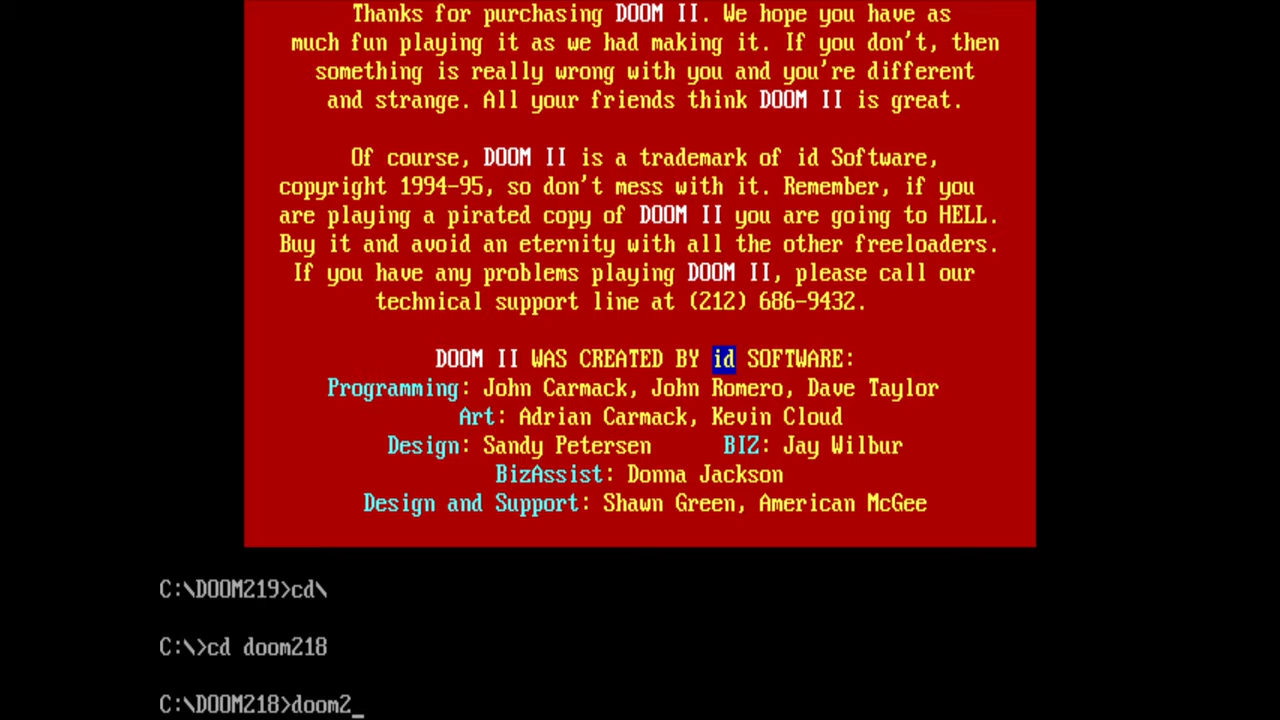 Thanks for purchasing DOOM II. We hope you have as
much fun playing it as we had making it. If you don't, then
something is really wrong with you and you're different
and strange. All your friends think DOOM II is great.
Of course, DOOM II is a trademark of id Software,
copyright 1994-95, so don't mess with it. Remember, if you
are playing a pirated copy of DOOM II you are going to HELL.
Buy it and avoid an eternity with all the other freeloaders.
If you have any problems playing DOOM II, please call our
technical support line at (212) 686-9432.
DOOM II WAS CREATED BY id SOFTWARE:
Programming: John Carmack, John Romero, Dave Taylor
Art: Adrian Carmack, Kevin Cloud
Design: Sandy Petersen BIZ: Jay Wilbur
BizAssist: Donna Jackson
Design and Support: Shawn Green, American McGee
C:\DOOM219>cd\
C:\>cd doom218
C:\DOOM218>doom2_